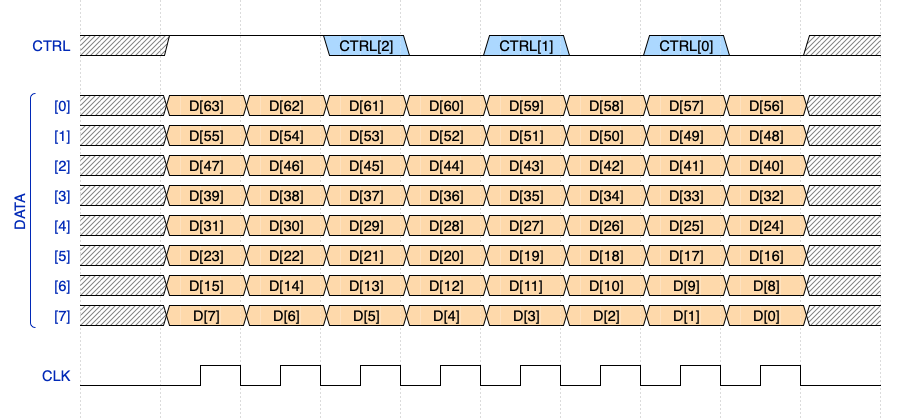 CTRL CTRL[2] CTRL[1] CTRL[0]
DATA
[0] D[63] D[62] D[61] D[60] D[59] D[58] D[57] D[56]
[1] D[55] D[54] D[53] D[52] D[51] D[50] D[49] D[48]
[2] D[47] D[46] D[45] D[44] D[43] D[42] D[41] D[40]
[3] D[39] D[38] D[37] D[36] D[35] D[34] D[33] D[32]
[4] D[31] D[30] D[29] D[28] D[27] D[26] D[25] D[24]
[5] D[23] D[22] D[21] D[20] D[19] D[18] D[17] D[16]
[6] D[15] D[14] D[13] D[12] D[11] D[10] D[9] D[8]
[7] D[7] D[6] D[5] D[4] D[3] D[2] D[1] D[0]
CLK